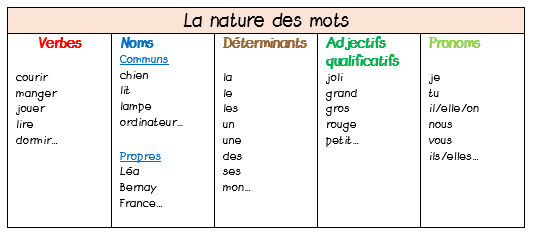 La nature des mots
Verbes
courir
manger
jouer
lire
dormir...
Noms
Communs
chien
lit
lampe
ordinateur...
Propres
Léa
Bernay
France...
Déterminants
la
le
les
un
une
des
ses
mon...
Adjectifs
qualificatifs
joli
grand
gros
rouge
petit...
Pronoms
je
tu
il/elle/on
nous
vous
ils/elles...